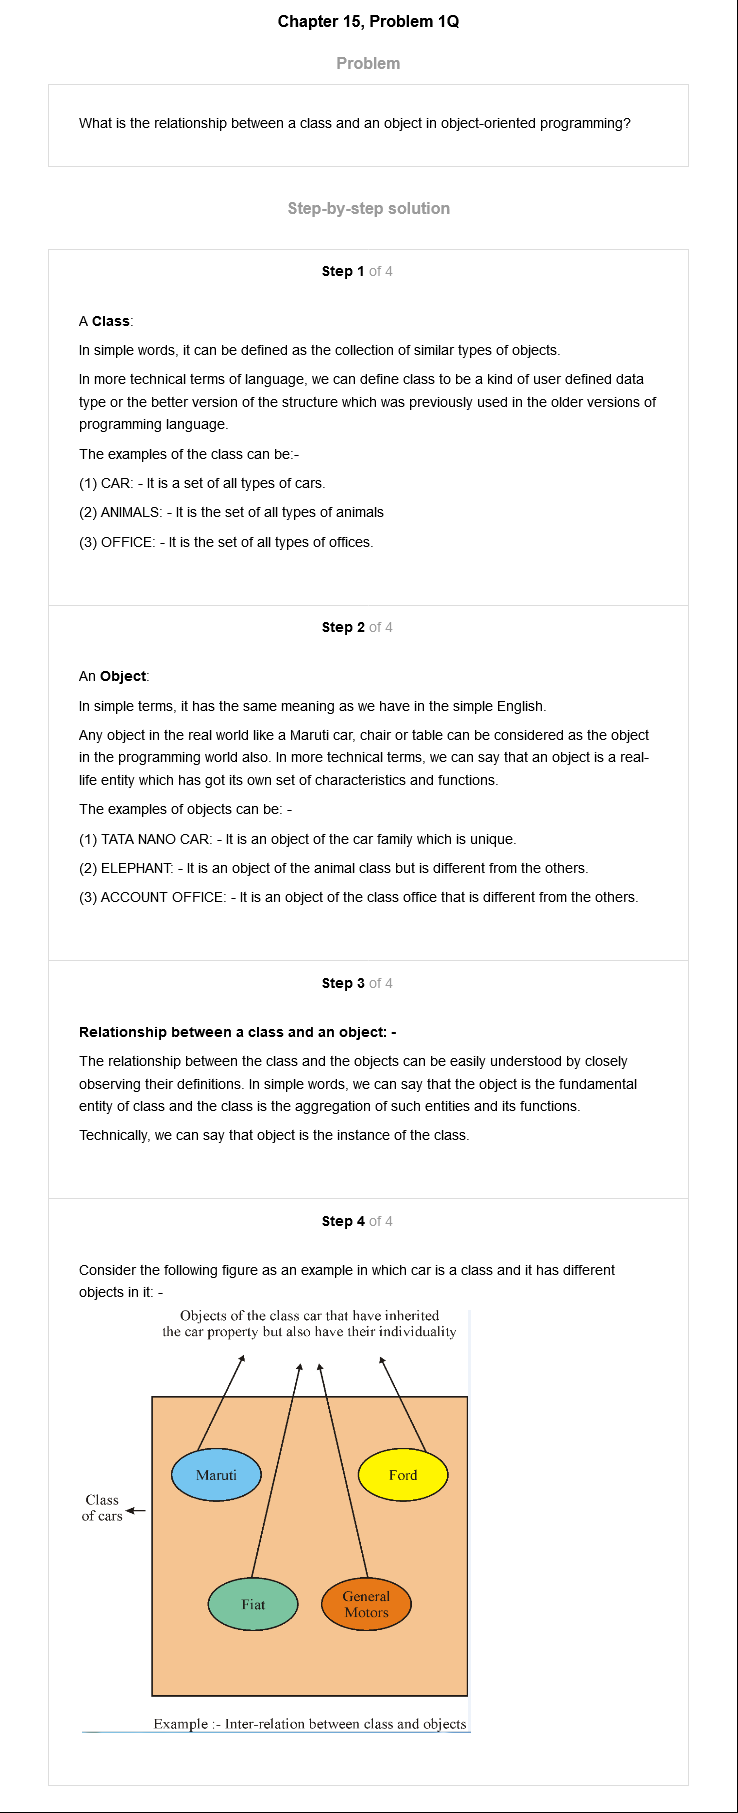 Chapter 15, Problem 1Q
Problem
What is the relationship between a class and an object in object-oriented programming?
Step-by-step solution
Step 1 of 4
A Class:
In simple words, it can be defined as the collection of similar types of objects.
In more technical terms of language, we can define class to be a kind of user defined data
type or the better version of the structure which was previously used in the older versions of
programming language.
The examples of the class can be:-
(1) CAR: - It is a set of all types of cars.
(2) ANIMALS: - It is the set of all types of animals
(3) OFFICE: - It is the set of all types of offices.
Step 2 of 4
An Object:
In simple terms, it has the same meaning as we have in the simple English.
Any object in the real world like a Maruti car, chair or table can be considered as the object
in the programming world also. In more technical terms, we can say that an object is a real-
life entity which has got its own set of characteristics and functions.
The examples of objects can be: -
(1) TATA NANO CAR: - It is an object of the car family which is unique.
(2) ELEPHANT: - It is an object of the animal class but is different from the others.
(3) ACCOUNT OFFICE: - It is an object of the class office that is different from the others.
Step 3 of 4
Relationship between a class and an object: -
The relationship between the class and the objects can be easily understood by closely
observing their definitions. In simple words, we can say that the object is the fundamental
entity of class and the class is the aggregation of such entities and its functions.
Technically, we can say that object is the instance of the class.
Step 4 of 4
Consider the following figure as an example in which car is a class and it has different
objects in it: -
Objects of the class car that have inherited
the car property but also have their individuality
Maruti
Ford
Class
of cars
Fiat
General
Motors
Example :- Inter-relation between class and objects